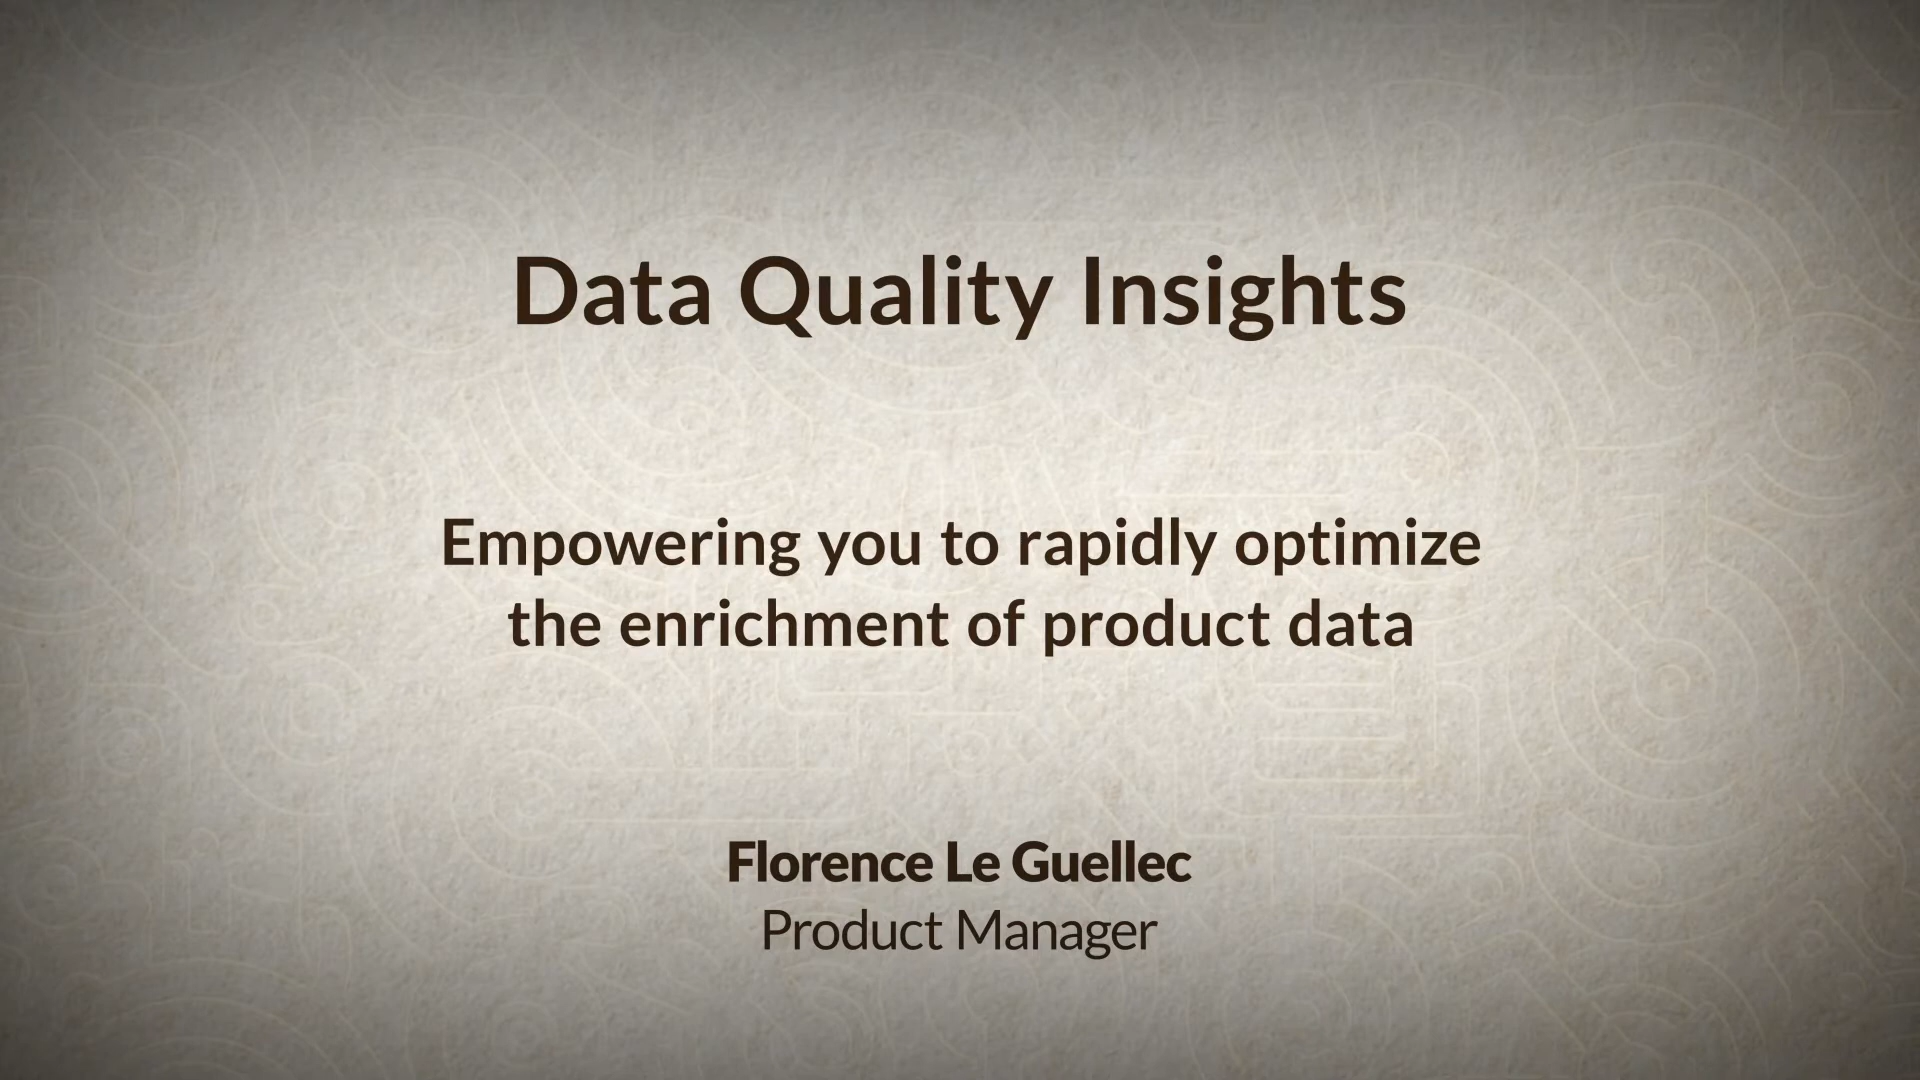 Data Quality Insights
Empowering you to rapidly optimize
the enrichment of product data
Florence Le Guellec
Product Manager